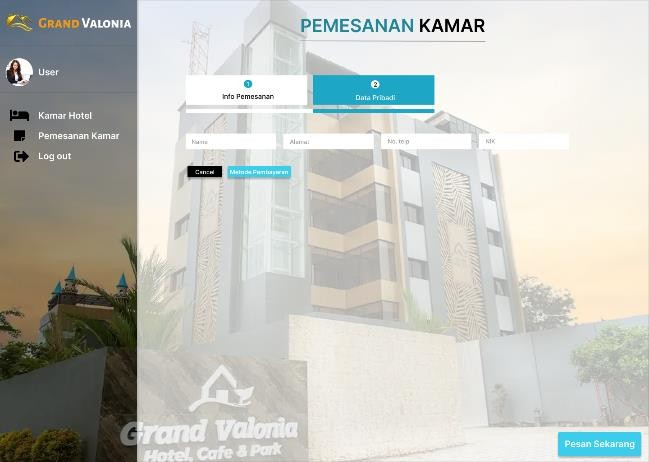 GRAND VALONIA
User
Kamar Hotel
Pemesanan Kamar
Log out
PEMESANAN KAMAR
1
Info Pemesanan
2
Data Pribadi
Name
Alamat
No. telp
NIK
Cancel
Metode Pembayaran
Grand Valonia
Hotel, Cafe & Park
Pesan Sekarang